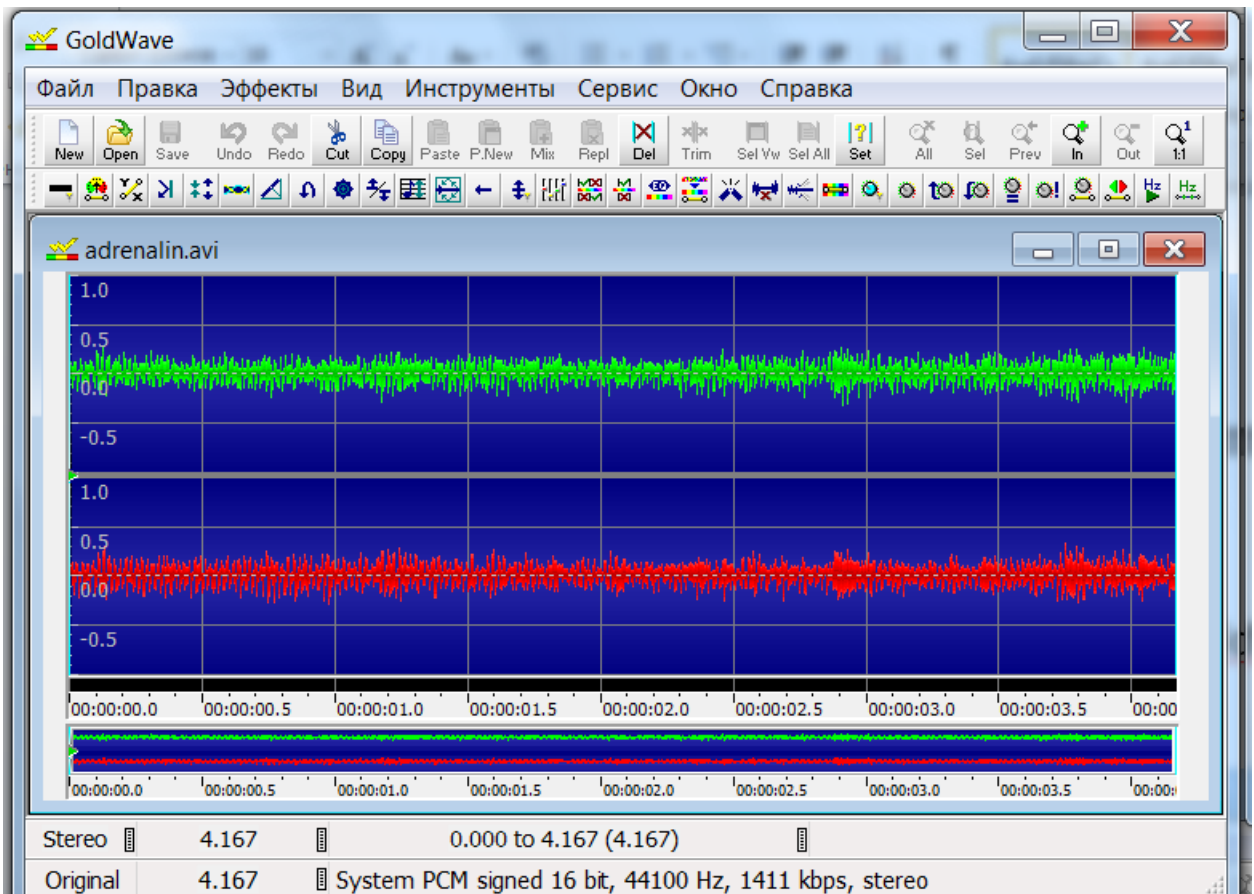 GoldWave
Файл Правка Эффекты Вид Инструменты Сервис Окно Справка
New Open Save Undo Redo Cut Copy Paste P.New Mix Repl Del Trim Sel Vw Sel All Set All Sel Prev In Out 1:1
Hz Hz
adrenalin.avi
1.0
0.5
0.0
-0.5
1.0
0.5
0.0
-0.5
00:00:00.0 00:00:00.5 00:00:01.0 00:00:01.5 00:00:02.0 00:00:02.5 00:00:03.0 00:00:03.5 00:00
00:00:00.0 00:00:00.5 00:00:01.0 00:00:01.5 00:00:02.0 00:00:02.5 00:00:03.0 00:00:03.5 00:00:
Stereo 4.167 0.000 to 4.167 (4.167)
Original 4.167 System PCM signed 16 bit, 44100 Hz, 1411 kbps, stereo